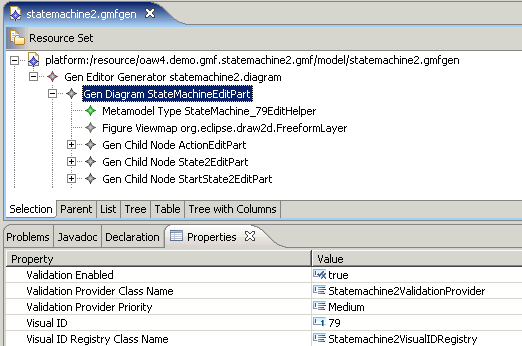 statemachine2.gmfgen
Resource Set
platform:/resource/oaw4.demo.gmf.statemachine2.gmf/model/statemachine2.gmfgen
Gen Editor Generator statemachine2.diagram
Gen Diagram StateMachineEditPart
Metamodel Type StateMachine_79EditHelper
Figure Viewmap org.eclipse.draw2d.FreeformLayer
Gen Child Node ActionEditPart
Gen Child Node State2EditPart
Gen Child Node StartState2EditPart
Selection Parent List Tree Table Tree with Columns
Problems Javadoc Declaration Properties
Property Value
Validation Enabled true
Validation Provider Class Name Statemachine2ValidationProvider
Validation Provider Priority Medium
Visual ID 79
Visual ID Registry Class Name Statemachine2VisualIDRegistry